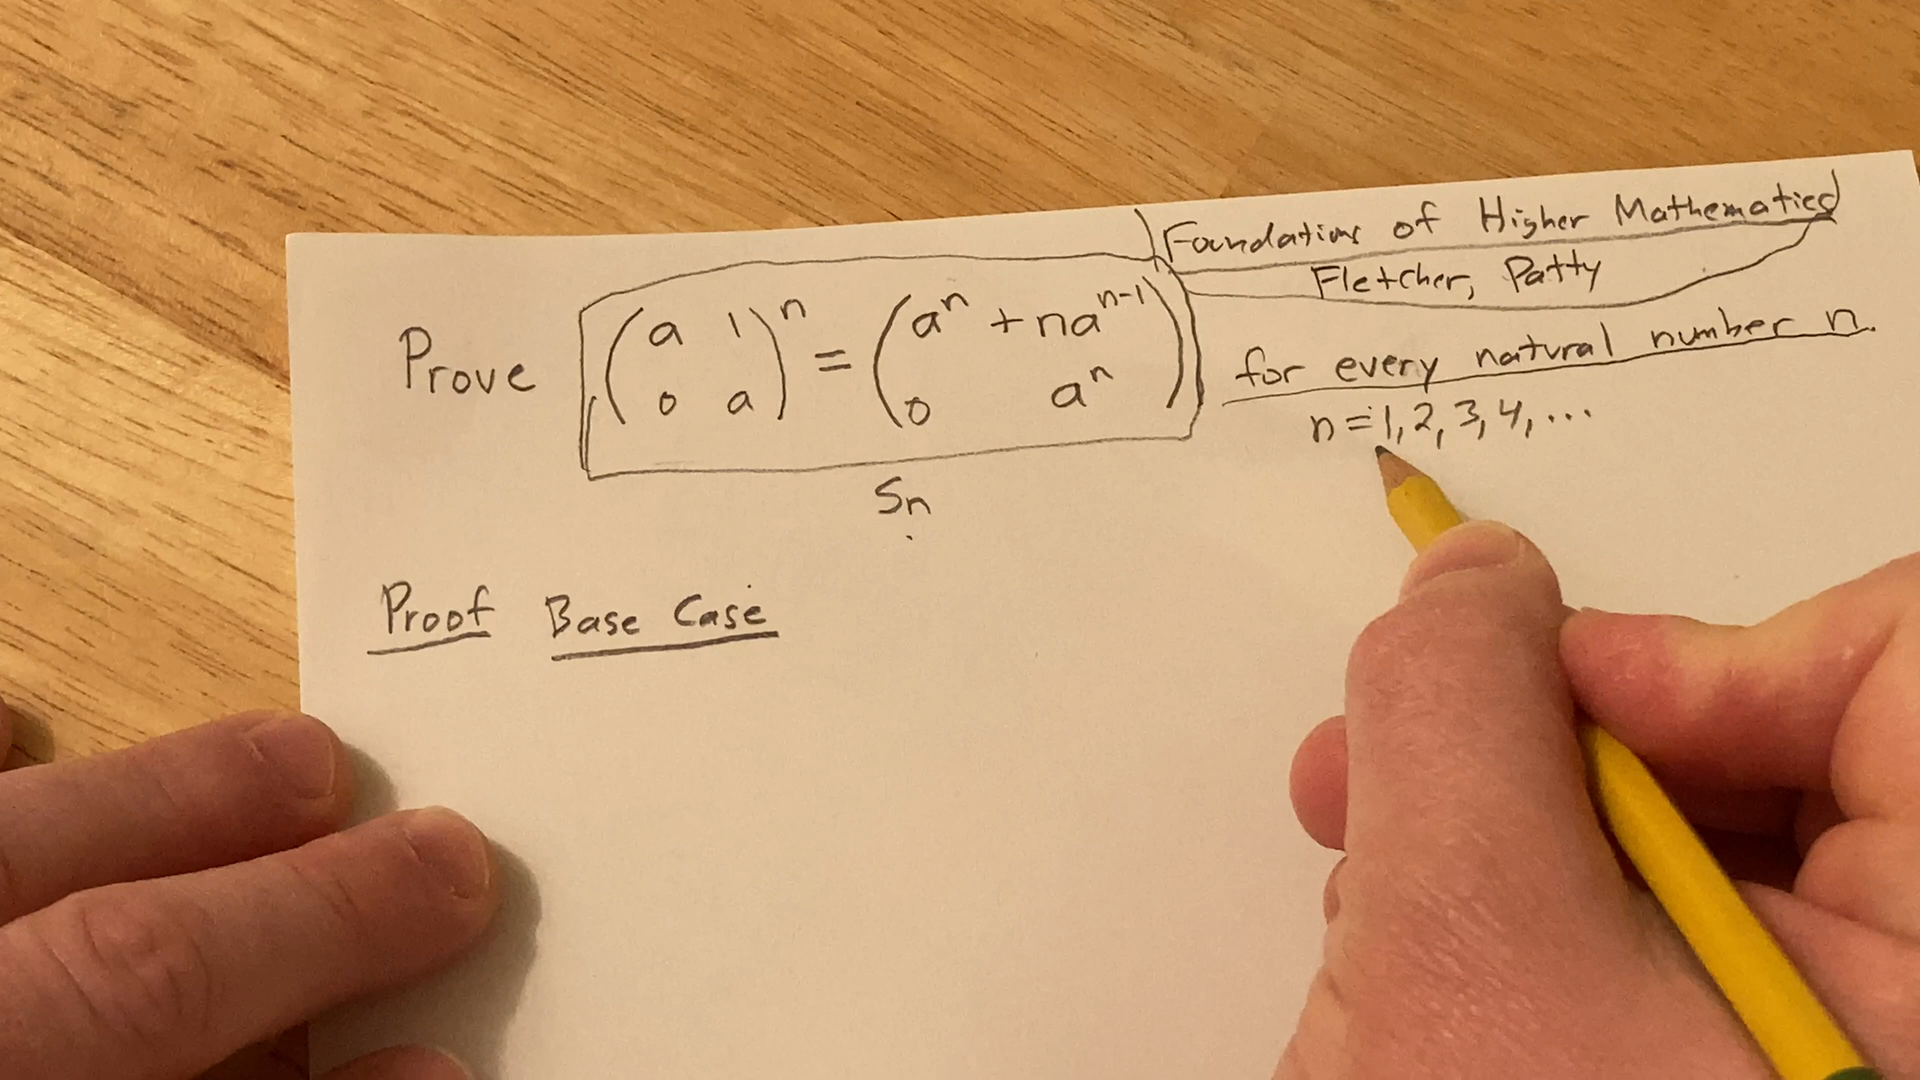 Foundations of Higher Mathematics
Fletcher, Patty
Prove (a 1 0 a)^n = (a^n + na^{n-1} 0 a^n) for every natural number n.
n = 1, 2, 3, 4, ...
Sn
Proof Base Case